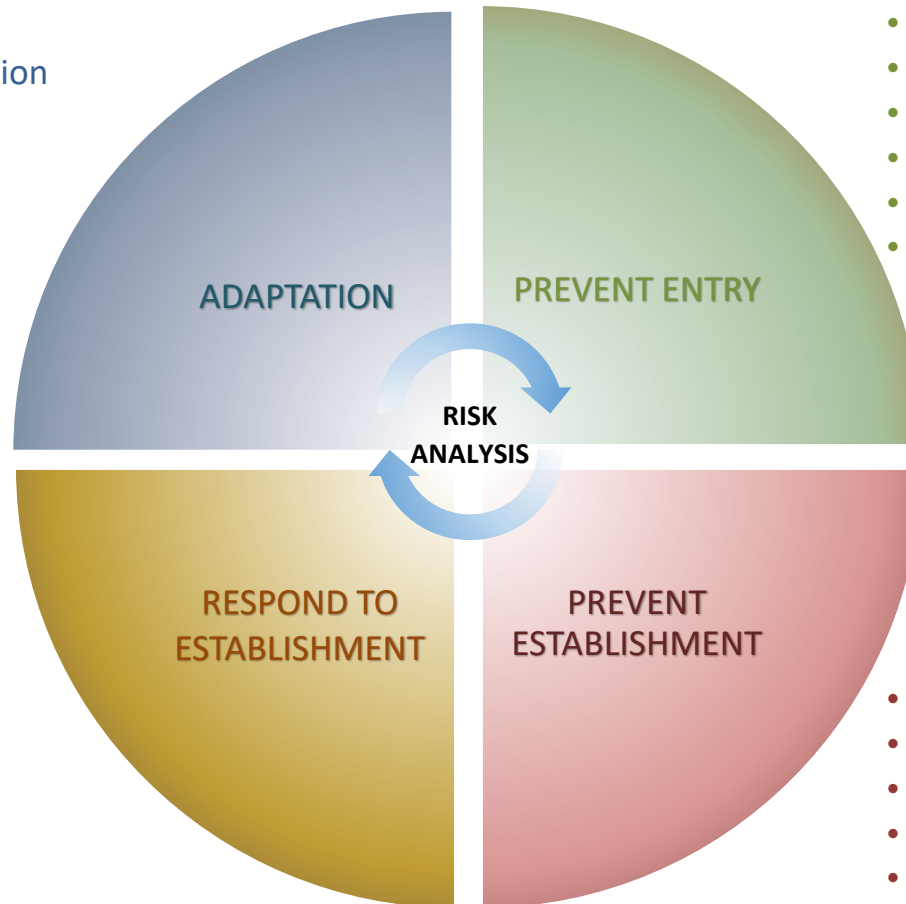 ion
ADAPTATION
PREVENT ENTRY
RISK
ANALYSIS
RESPOND TO
ESTABLISHMENT
PREVENT
ESTABLISHMENT